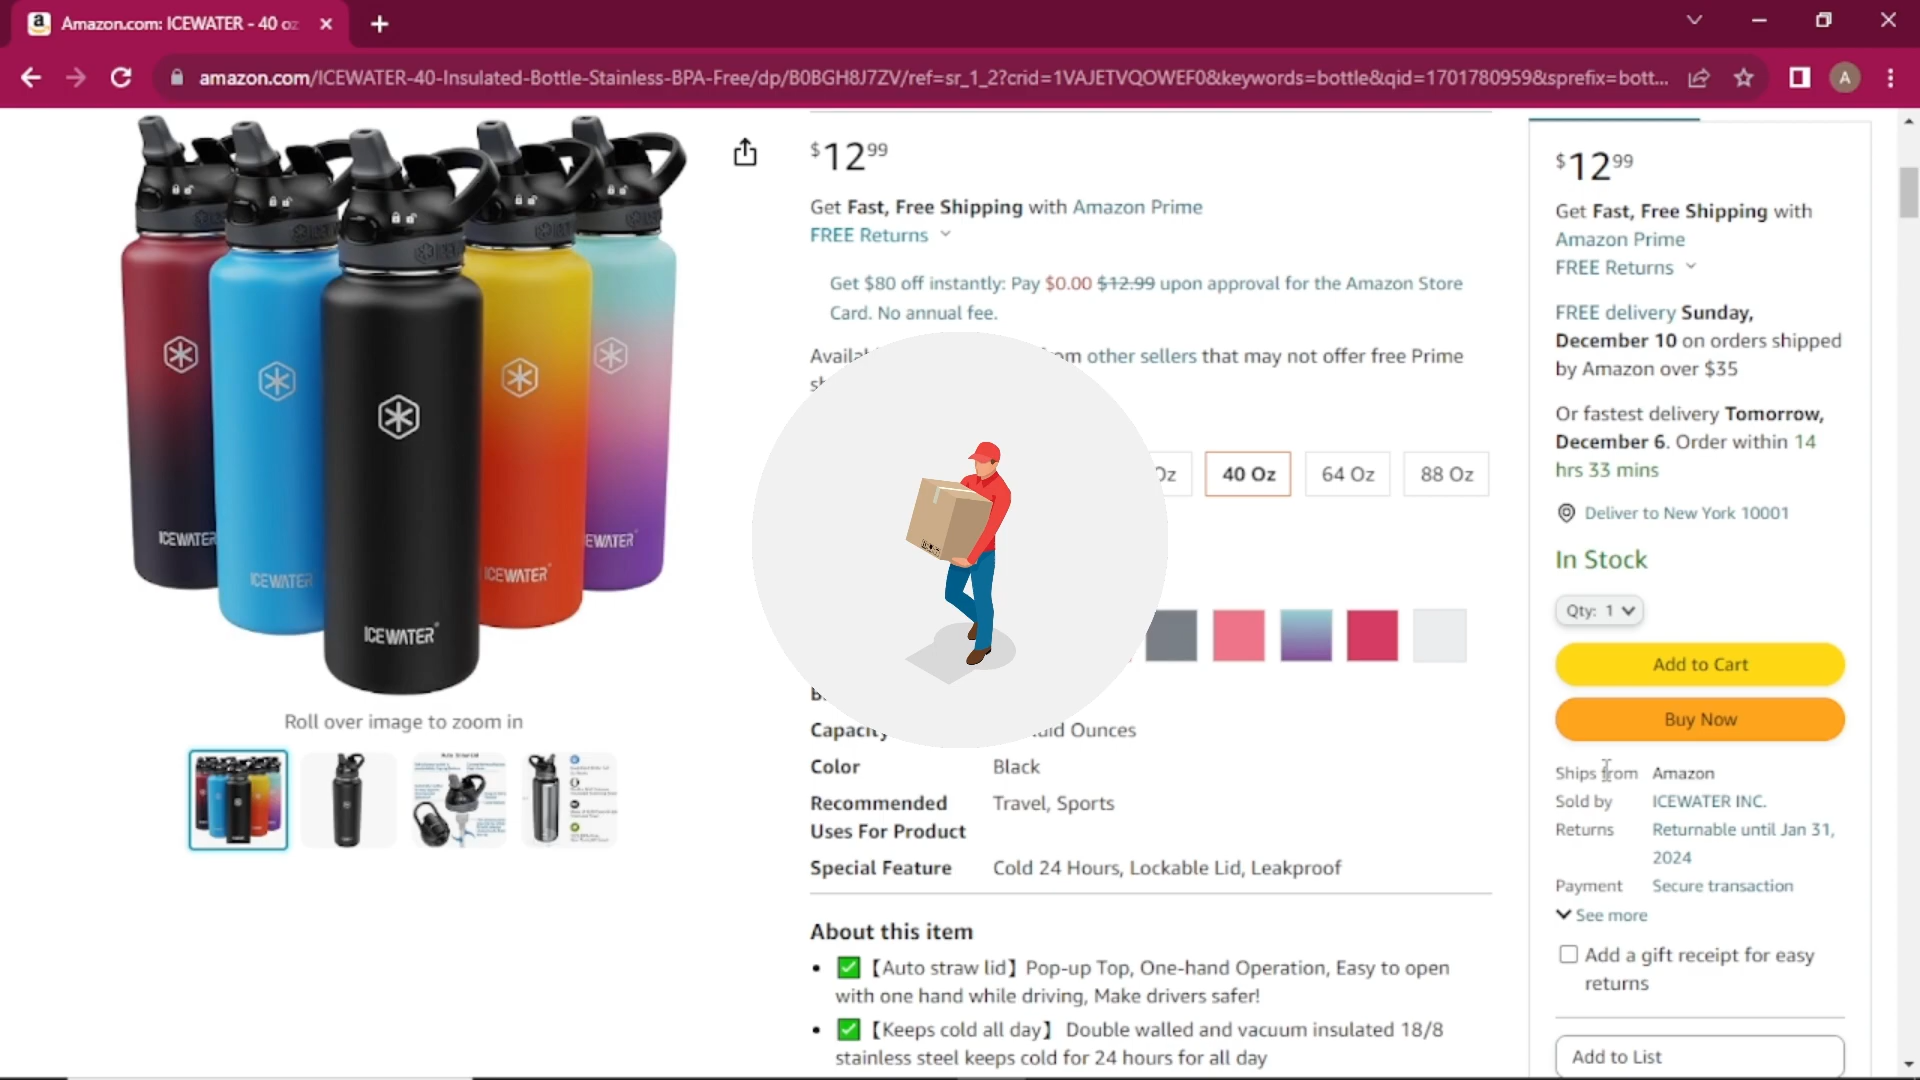 Amazon.com: ICEWATER - 40 oz
amazon.com/ICEWATER-40-Insulated-Bottle-Stainless-BPA-Free/dp/B0BGH8J7ZV/ref=sr_1_2?crid=1VAJETVQOWEF0&keywords=bottle&qid=1701780959&sprefix=bott...
A
ICEWATER
ICEWATER
ICEWATER
ICEWATER
EWATER
Roll over image to zoom in
$12 99
Get Fast, Free Shipping with Amazon Prime
FREE Returns
Get $80 off instantly: Pay $0.00 $12.99 upon approval for the Amazon Store
Card. No annual fee.
other sellers that may not offer free Prime
Oz 40 Oz 64 Oz 88 Oz
Capacity Ounces
Color Black
Recommended Travel, Sports
Uses For Product
Special Feature Cold 24 Hours, Lockable Lid, Leakproof
About this item
• ✅【Auto straw lid】Pop-up Top, One-hand Operation, Easy to open
with one hand while driving, Make drivers safer!
• ✅【Keeps cold all day】 Double walled and vacuum insulated 18/8
stainless steel keeps cold for 24 hours for all day
$12 99
Get Fast, Free Shipping with
Amazon Prime
FREE Returns
FREE delivery Sunday,
December 10 on orders shipped
by Amazon over $35
Or fastest delivery Tomorrow,
December 6. Order within 14
hrs 33 mins
Deliver to New York 10001
In Stock
Qty: 1
Add to Cart
Buy Now
Ships from Amazon
Sold by ICEWATER INC.
Returns Returnable until Jan 31,
2024
Payment Secure transaction
See more
Add a gift receipt for easy
returns
Add to List